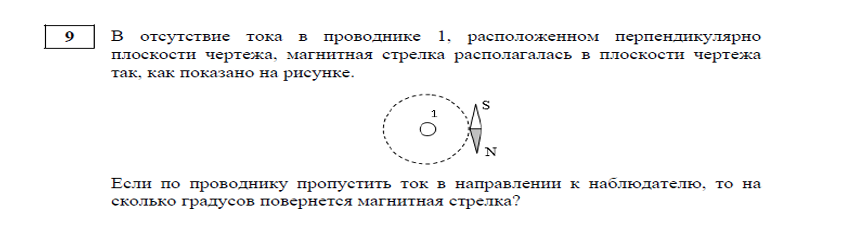 9 В отсутствие тока в проводнике 1, расположенном перпендикулярно
плоскости чертежа, магнитная стрелка располагалась в плоскости чертежа
так, как показано на рисунке.
1
S
N
Если по проводнику пропустить ток в направлении к наблюдателю, то на
сколько градусов повернется магнитная стрелка?